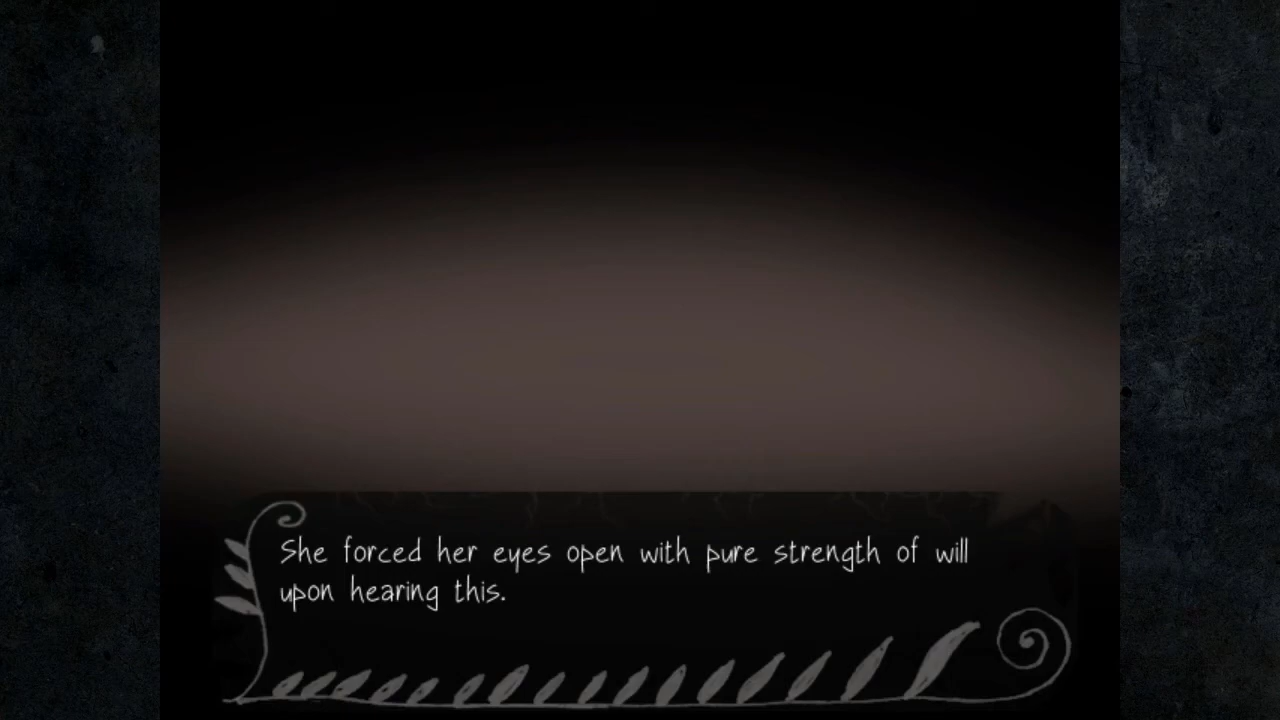 She forced her eyes open with pure strength of will
upon hearing this.